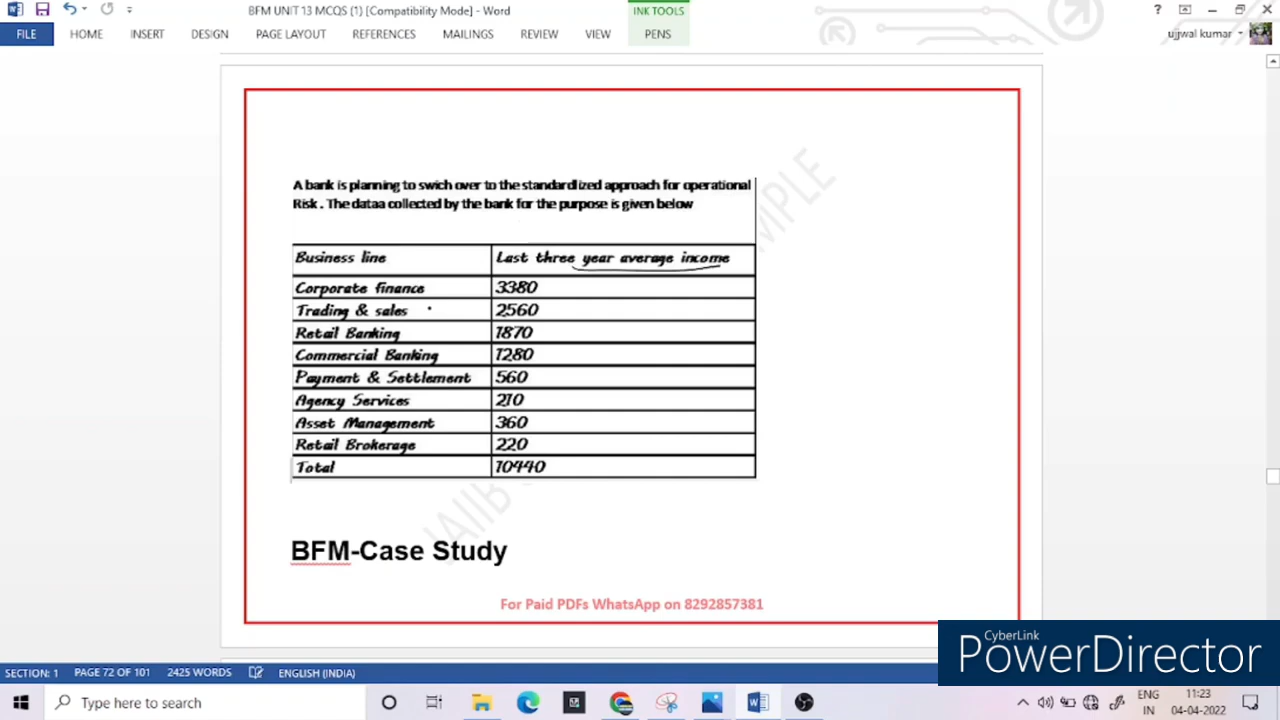 BFM UNIT 13 MCQS (1) [Compatibility Mode] - Word
INK TOOLS
?
FILE
HOME
INSERT
DESIGN
PAGE LAYOUT
REFERENCES
MAILINGS
REVIEW
VIEW
PENS
ujjwal kumar
A bank is planning to swich over to the standardlized approach for operational
Risk . The dataa collected by the bank for the purpose is given below
Business line Last three year average income
Corporate finance 3380
Trading & sales 2560
Retail Banking 1870
Commercial Banking 1280
Payment & Settlement 560
Agency Services 210
Asset Management 360
Retail Brokerage 220
Total 10440
BFM-Case Study
For Paid PDFs WhatsApp on 8292857381
CyberLink
PowerDirector
SECTION: 1 PAGE 72 OF 101 2425 WORDS ENGLISH (INDIA)
Type here to search
ENG
IN
11:23
04-04-2022